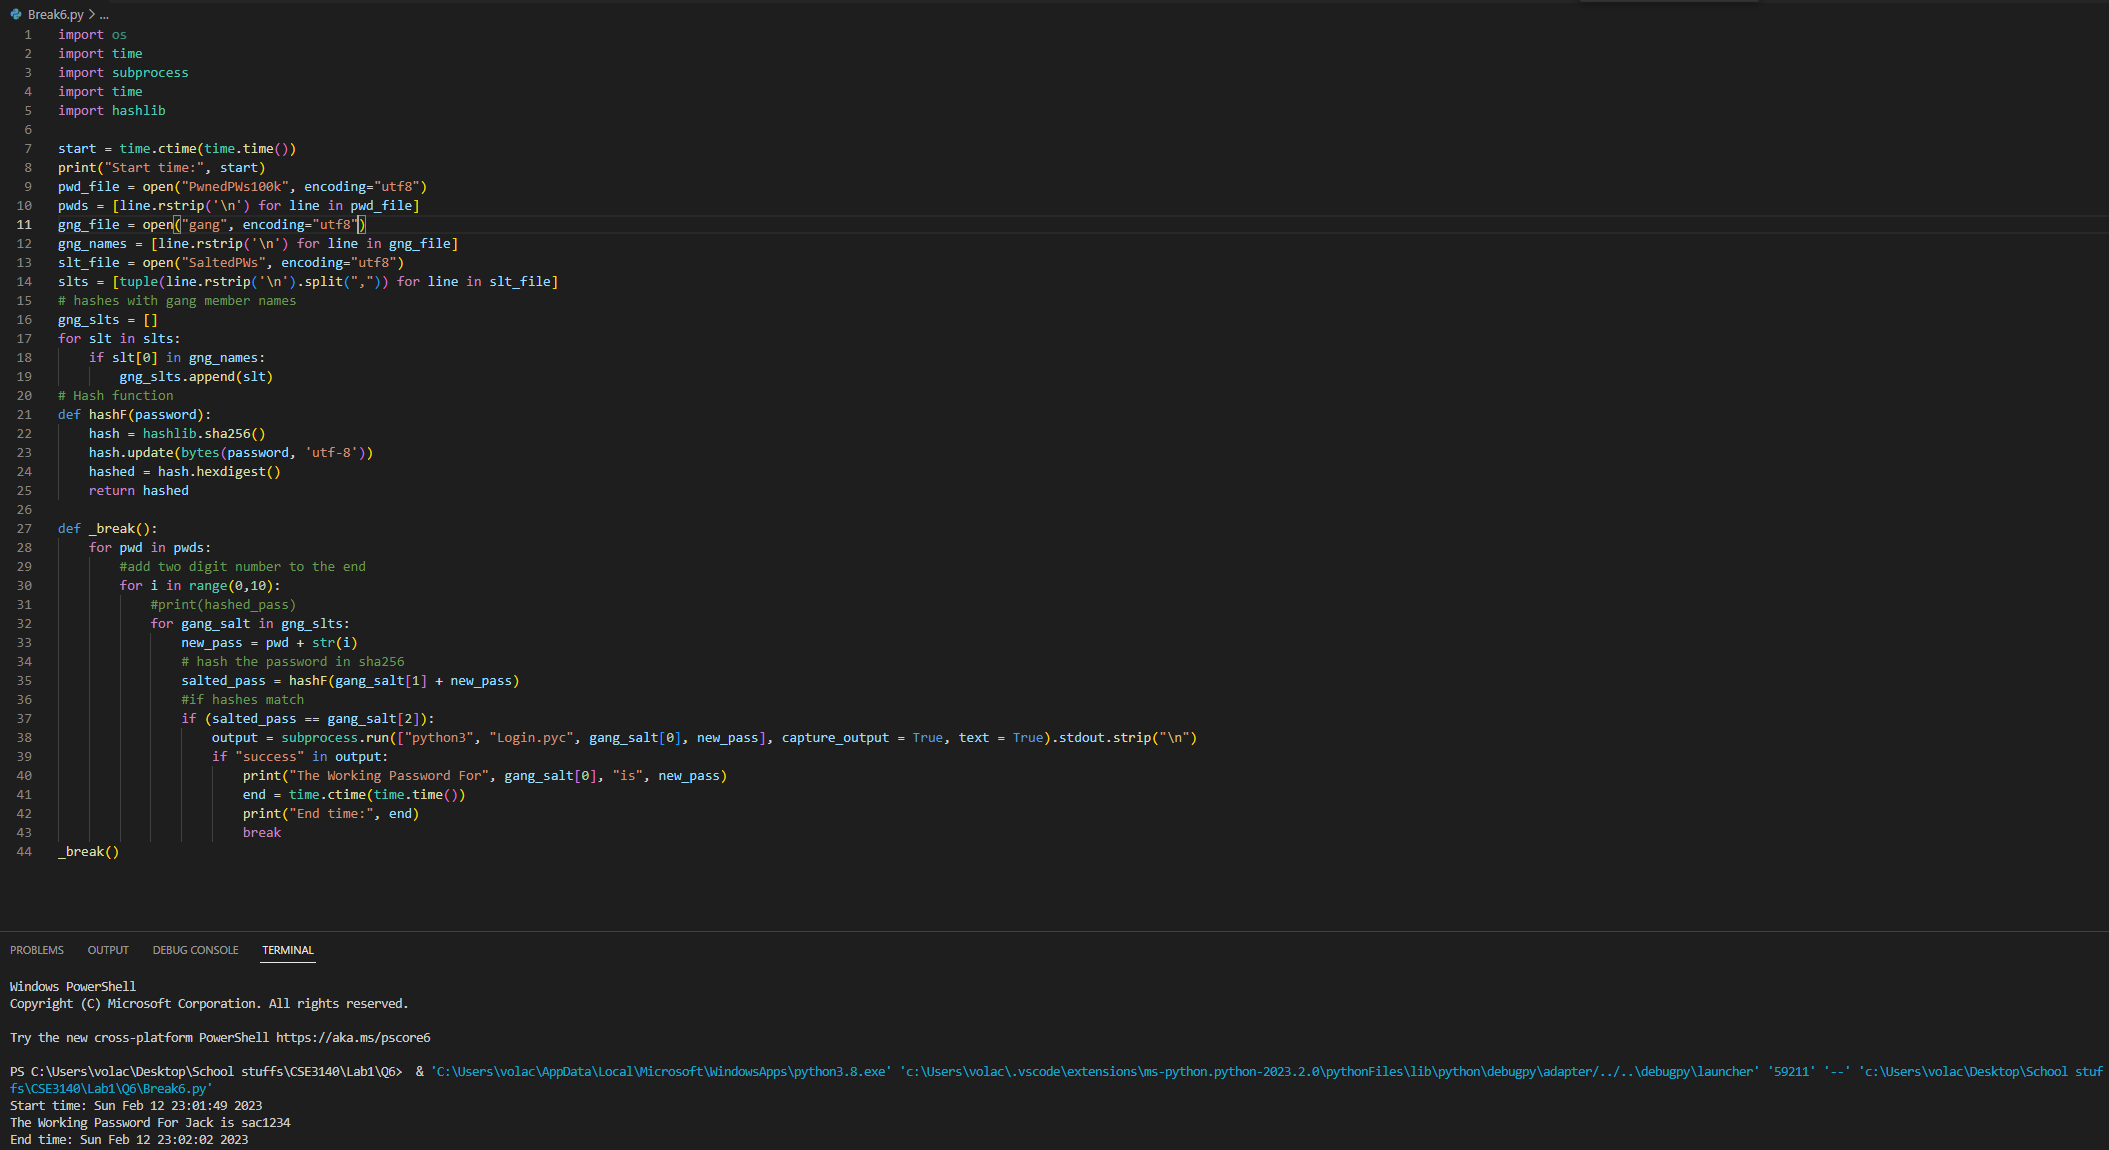 Break6.py > ...
1 import os
2 import time
3 import subprocess
4 import time
5 import hashlib
6
7 start = time.ctime(time.time())
8 print("Start time:", start)
9 pwd_file = open("PwnedPWs100k", encoding="utf8")
10 pwds = [line.rstrip('\n') for line in pwd_file]
11 gng_file = open("gang", encoding="utf8")
12 gng_names = [line.rstrip('\n') for line in gng_file]
13 slt_file = open("SaltedPWs", encoding="utf8")
14 slts = [tuple(line.rstrip('\n').split(",")) for line in slt_file]
15 # hashes with gang member names
16 gng_slts = []
17 for slt in slts:
18     if slt[0] in gng_names:
19         gng_slts.append(slt)
20 # Hash function
21 def hashF(password):
22     hash = hashlib.sha256()
23     hash.update(bytes(password, 'utf-8'))
24     hashed = hash.hexdigest()
25     return hashed
26
27 def _break():
28     for pwd in pwds:
29         #add two digit number to the end
30         for i in range(0,10):
31             #print(hashed_pass)
32             for gang_salt in gng_slts:
33                 new_pass = pwd + str(i)
34                 # hash the password in sha256
35                 salted_pass = hashF(gang_salt[1] + new_pass)
36                 #if hashes match
37                 if (salted_pass == gang_salt[2]):
38                     output = subprocess.run(["python3", "Login.pyc", gang_salt[0], new_pass], capture_output = True, text = True).stdout.strip("\n")
39                     if "success" in output:
40                         print("The Working Password For", gang_salt[0], "is", new_pass)
41                         end = time.ctime(time.time())
42                         print("End time:", end)
43                         break
44 _break()
PROBLEMS OUTPUT DEBUG CONSOLE TERMINAL
Windows PowerShell
Copyright (C) Microsoft Corporation. All rights reserved.
Try the new cross-platform PowerShell https://aka.ms/pscore6
PS C:\Users\volac\Desktop\School stuffs\CSE3140\Lab1\Q6>  & 'C:\Users\volac\AppData\Local\Microsoft\WindowsApps\python3.8.exe' 'c:\Users\volac\.vscode\extensions\ms-python.python-2023.2.0\pythonFiles\lib\python\debugpy\adapter/../..\debugpy\launcher' '59211' '--' 'c:\Users\volac\Desktop\School stuf
fs\CSE3140\Lab1\Q6\Break6.py'
Start time: Sun Feb 12 23:01:49 2023
The Working Password For Jack is sac1234
End time: Sun Feb 12 23:02:02 2023